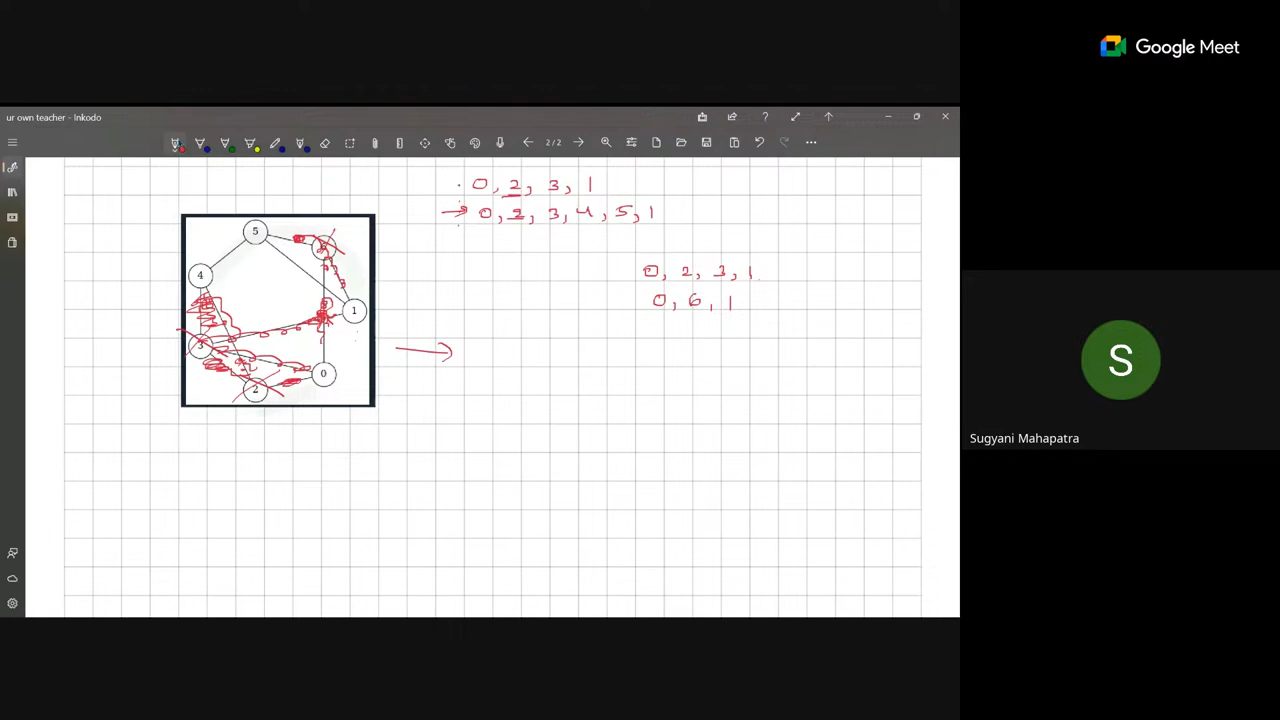 Google Meet
ur own teacher - Inkodo
2/2
0, 2, 3, 1
→ 0, 2, 3, 4, 5, 1
0, 2, 3, 1
0, 6, 1
5
4
1
3
0
2
S
Sugyani Mahapatra